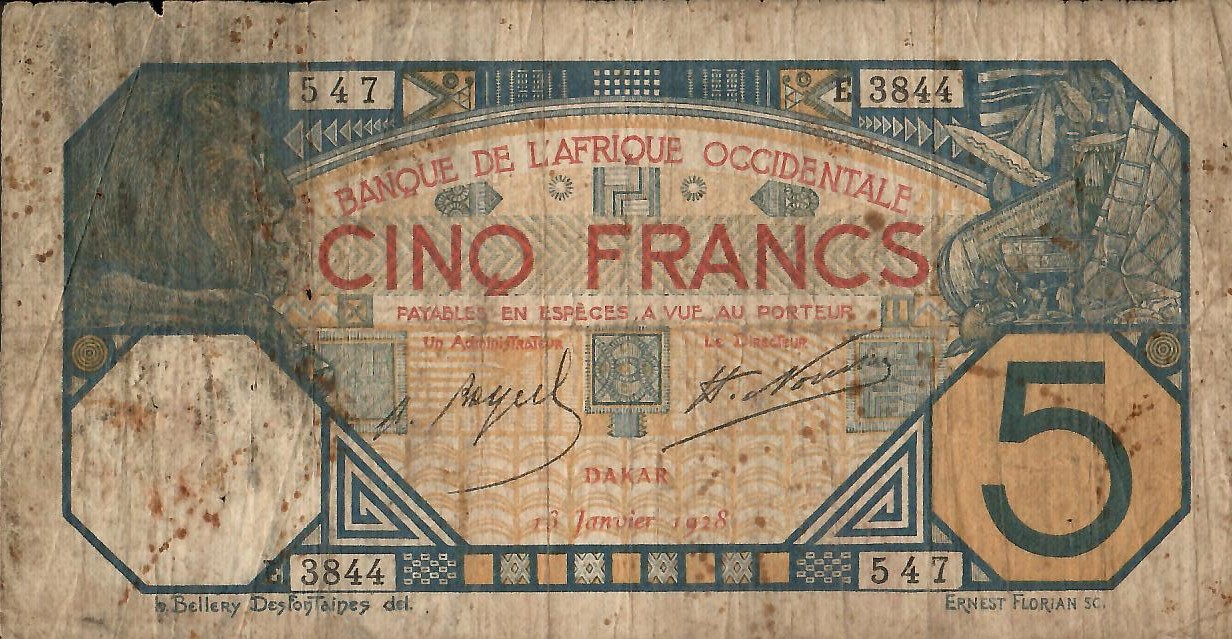 547
E 3844
BANQUE DE L'AFRIQUE OCCIDENTALE
CINQ FRANCS
PAYABLES EN ESPÈCES, A VUE, AU PORTEUR
Un Administrateur
Le Directeur
DAKAR
Janvier 1928
5
E 3844
547
Bellery Desfontaines del.
ERNEST FLORIAN SC.